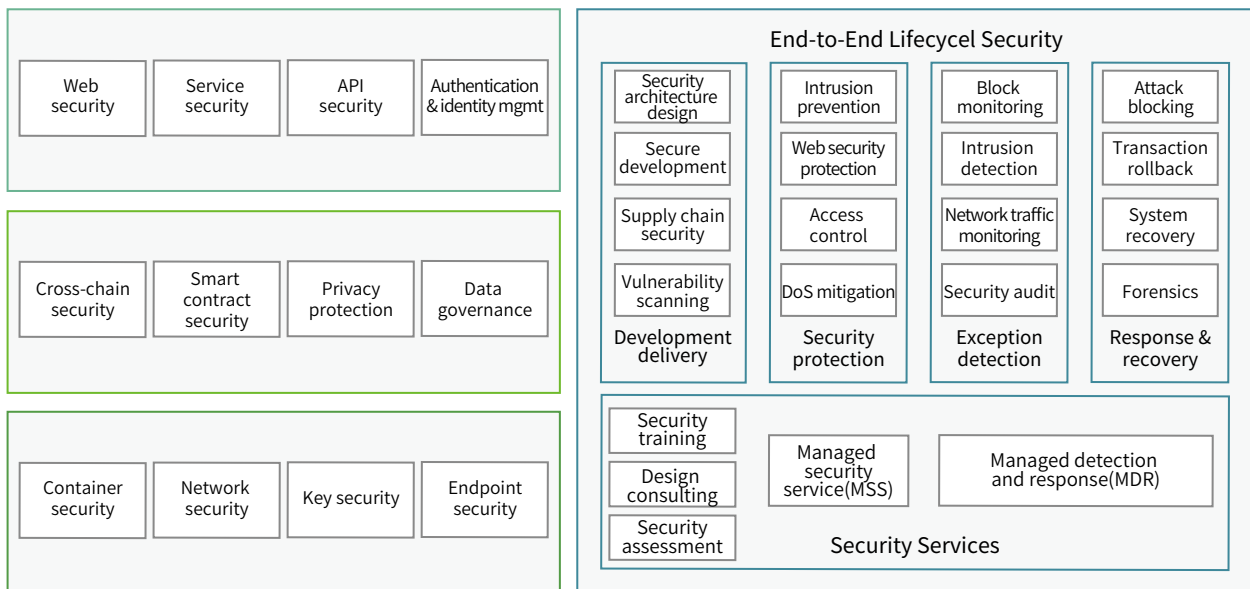 Web
security
Service
security
API
security
Authentication
& identity mgmt
Cross-chain
security
Smart
contract
security
Privacy
protection
Data
governance
Container
security
Network
security
Key security
Endpoint
security
End-to-End Lifecycel Security
Security
architecture
design
Secure
development
Supply chain
security
Vulnerability
scanning
Development
delivery
Intrusion
prevention
Web security
protection
Access
control
DoS mitigation
Security
protection
Block
monitoring
Intrusion
detection
Network traffic
monitoring
Security audit
Exception
detection
Attack
blocking
Transaction
rollback
System
recovery
Forensics
Response &
recovery
Security
training
Design
consulting
Security
assessment
Managed
security
service(MSS)
Managed detection
and response(MDR)
Security Services